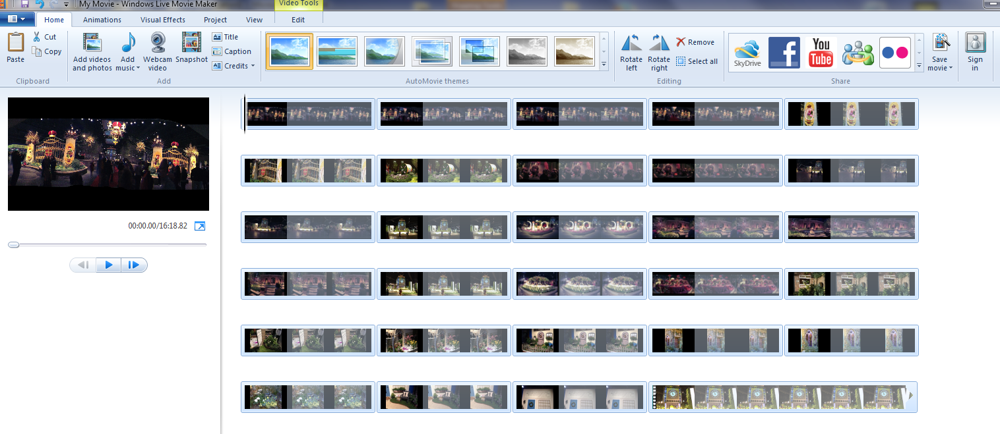 My Movie - Windows Live Movie Maker
Video Tools
Home Animations Visual Effects Project View Edit
Paste
Cut
Copy
Clipboard
Add videos and photos
Add music
Webcam video
Snapshot
Title
Caption
Credits
Add
AutoMovie themes
Rotate left
Rotate right
Remove
Select all
Editing
SkyDrive
f
You Tube
Share
Save movie
Sign in
00:00.00/16:18.82